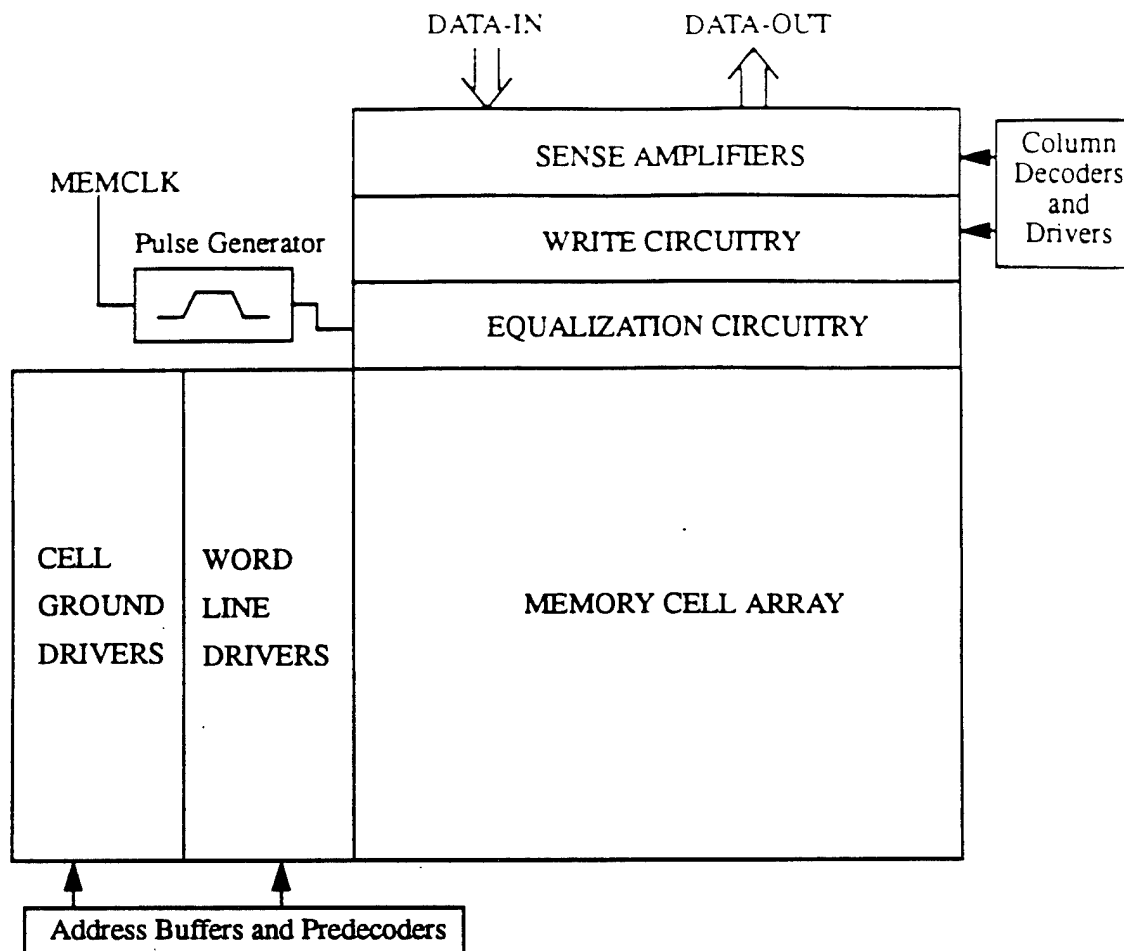 DATA-IN
DATA-OUT
SENSE AMPLIFIERS
Column
Decoders
and
Drivers
MEMCLK
Pulse Generator
WRITE CIRCUITRY
EQUALIZATION CIRCUITRY
CELL
GROUND
DRIVERS
WORD
LINE
DRIVERS
MEMORY CELL ARRAY
Address Buffers and Predecoders